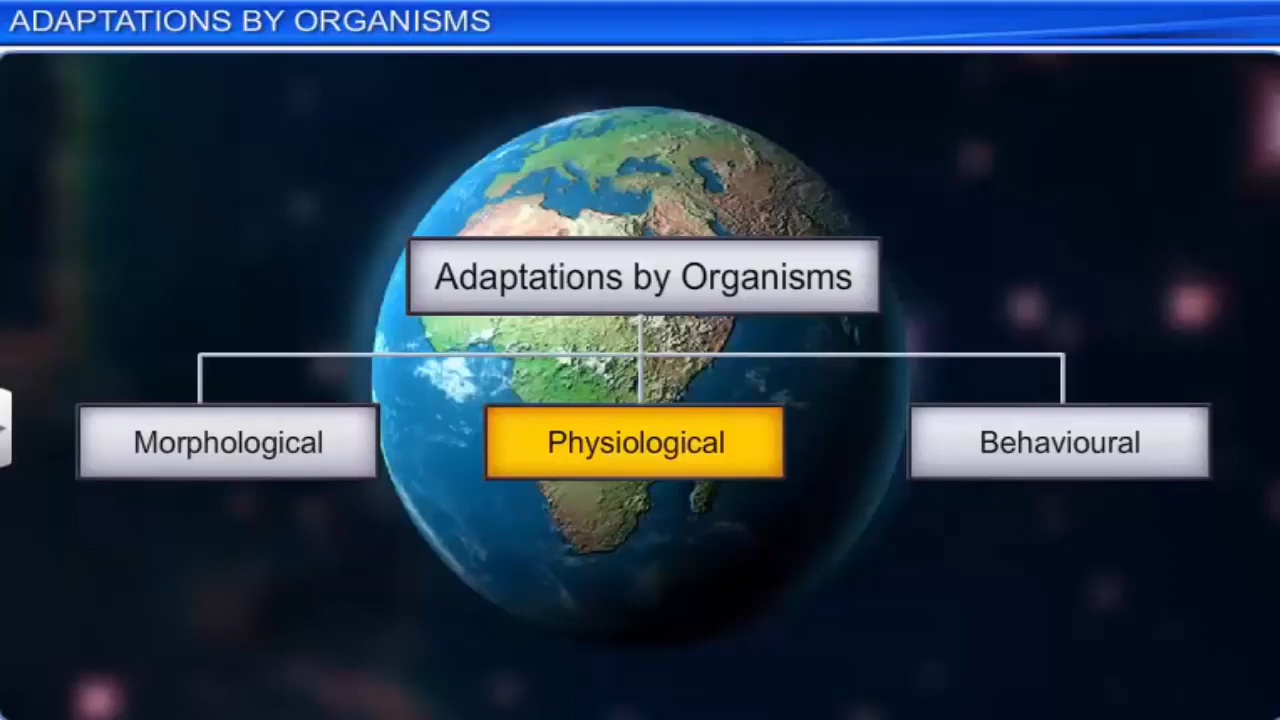 ADAPTATIONS BY ORGANISMS
Adaptations by Organisms
Morphological
Physiological
Behavioural